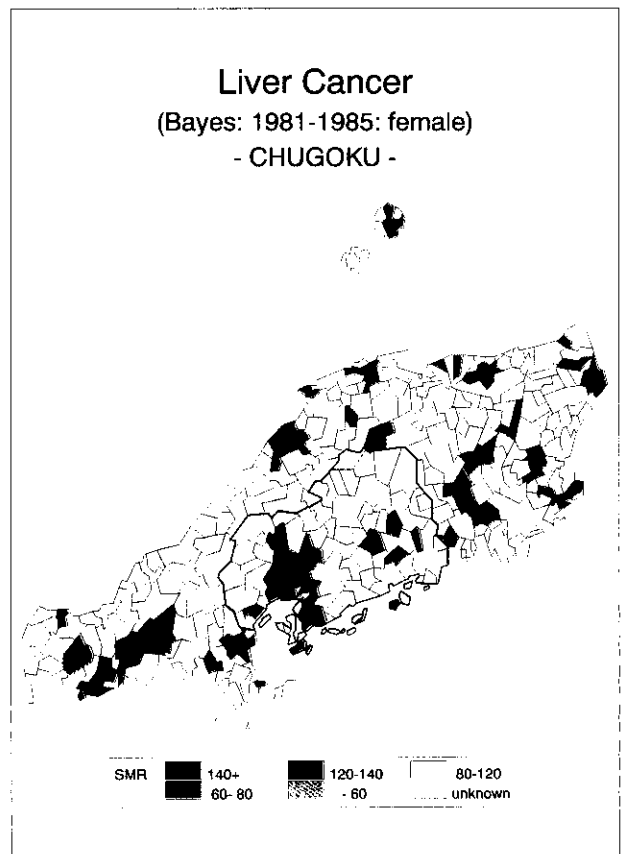 Liver Cancer
(Bayes: 1981-1985: female)
- CHUGOKU -
SMR 140+ 120-140 80-120
60- 80 - 60 unknown